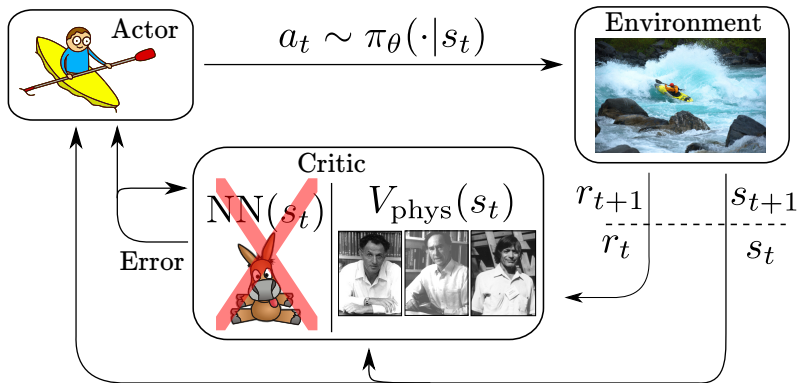 Actor
a_t ∼ π_θ(·|s_t)
Environment
Critic
NN(s_t)
V_phys(s_t)
Error
r_{t+1}
s_{t+1}
r_t
s_t